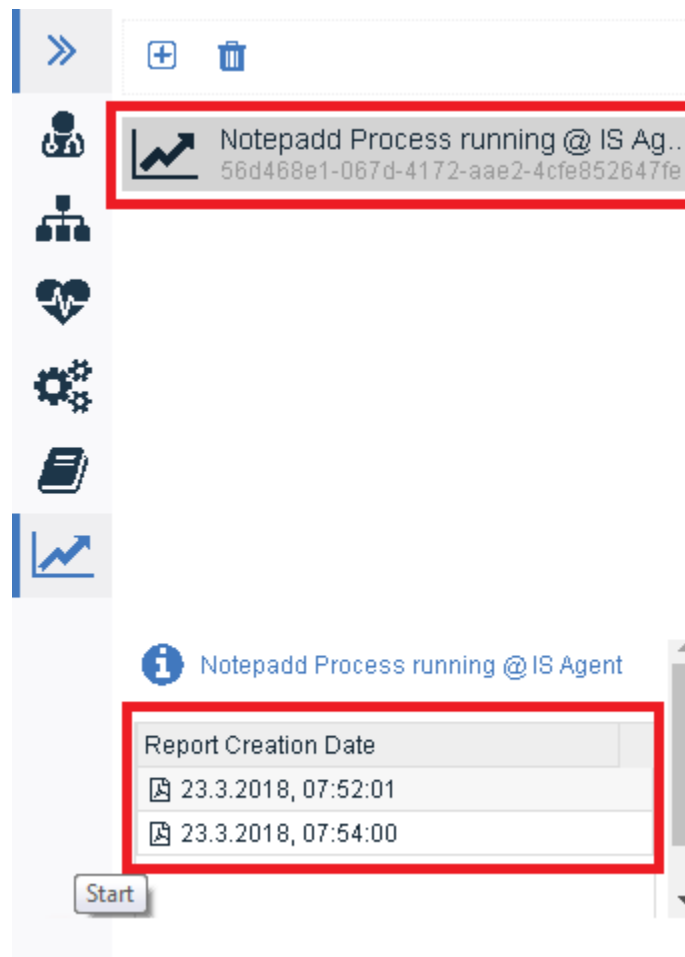 Notepadd Process running @ IS Ag...
56d468e1-067d-4172-aae2-4cfe852647fe
Notepadd Process running @ IS Agent
Report Creation Date
23.3.2018, 07:52:01
23.3.2018, 07:54:00
Start